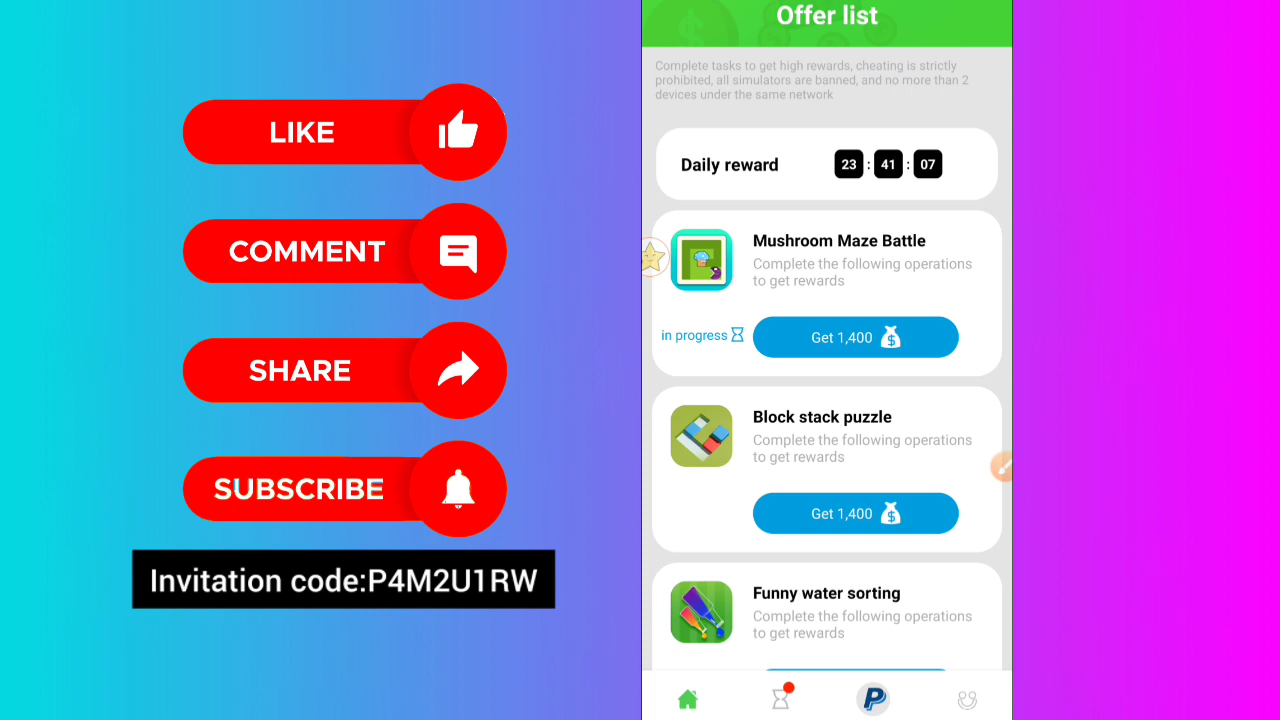 LIKE
COMMENT
SHARE
SUBSCRIBE
Invitation code:P4M2U1RW
Offer list
Complete tasks to get high rewards, cheating is strictly
prohibited, all simulators are banned, and no more than 2
devices under the same network
Daily reward 23 : 41 : 07
Mushroom Maze Battle
Complete the following operations
to get rewards
in progress Get 1,400
Block stack puzzle
Complete the following operations
to get rewards
Get 1,400
Funny water sorting
Complete the following operations
to get rewards